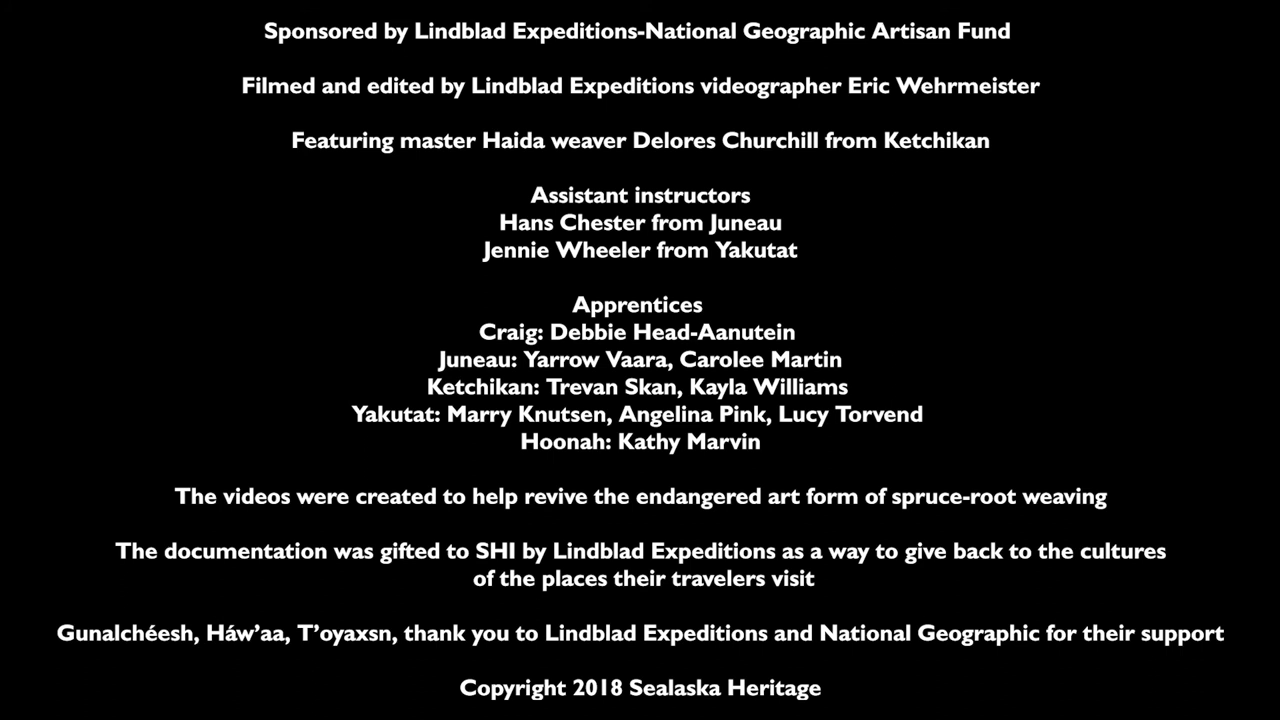 Sponsored by Lindblad Expeditions-National Geographic Artisan Fund
Filmed and edited by Lindblad Expeditions videographer Eric Wehrmeister
Featuring master Haida weaver Delores Churchill from Ketchikan
Assistant instructors
Hans Chester from Juneau
Jennie Wheeler from Yakutat
Apprentices
Craig: Debbie Head-Aanutein
Juneau: Yarrow Vaara, Carolee Martin
Ketchikan: Trevan Skan, Kayla Williams
Yakutat: Marry Knutsen, Angelina Pink, Lucy Torvend
Hoonah: Kathy Marvin
The videos were created to help revive the endangered art form of spruce-root weaving
The documentation was gifted to SHI by Lindblad Expeditions as a way to give back to the cultures
of the places their travelers visit
Gunalchéesh, Háw’aa, T’oyaxsn, thank you to Lindblad Expeditions and National Geographic for their support
Copyright 2018 Sealaska Heritage